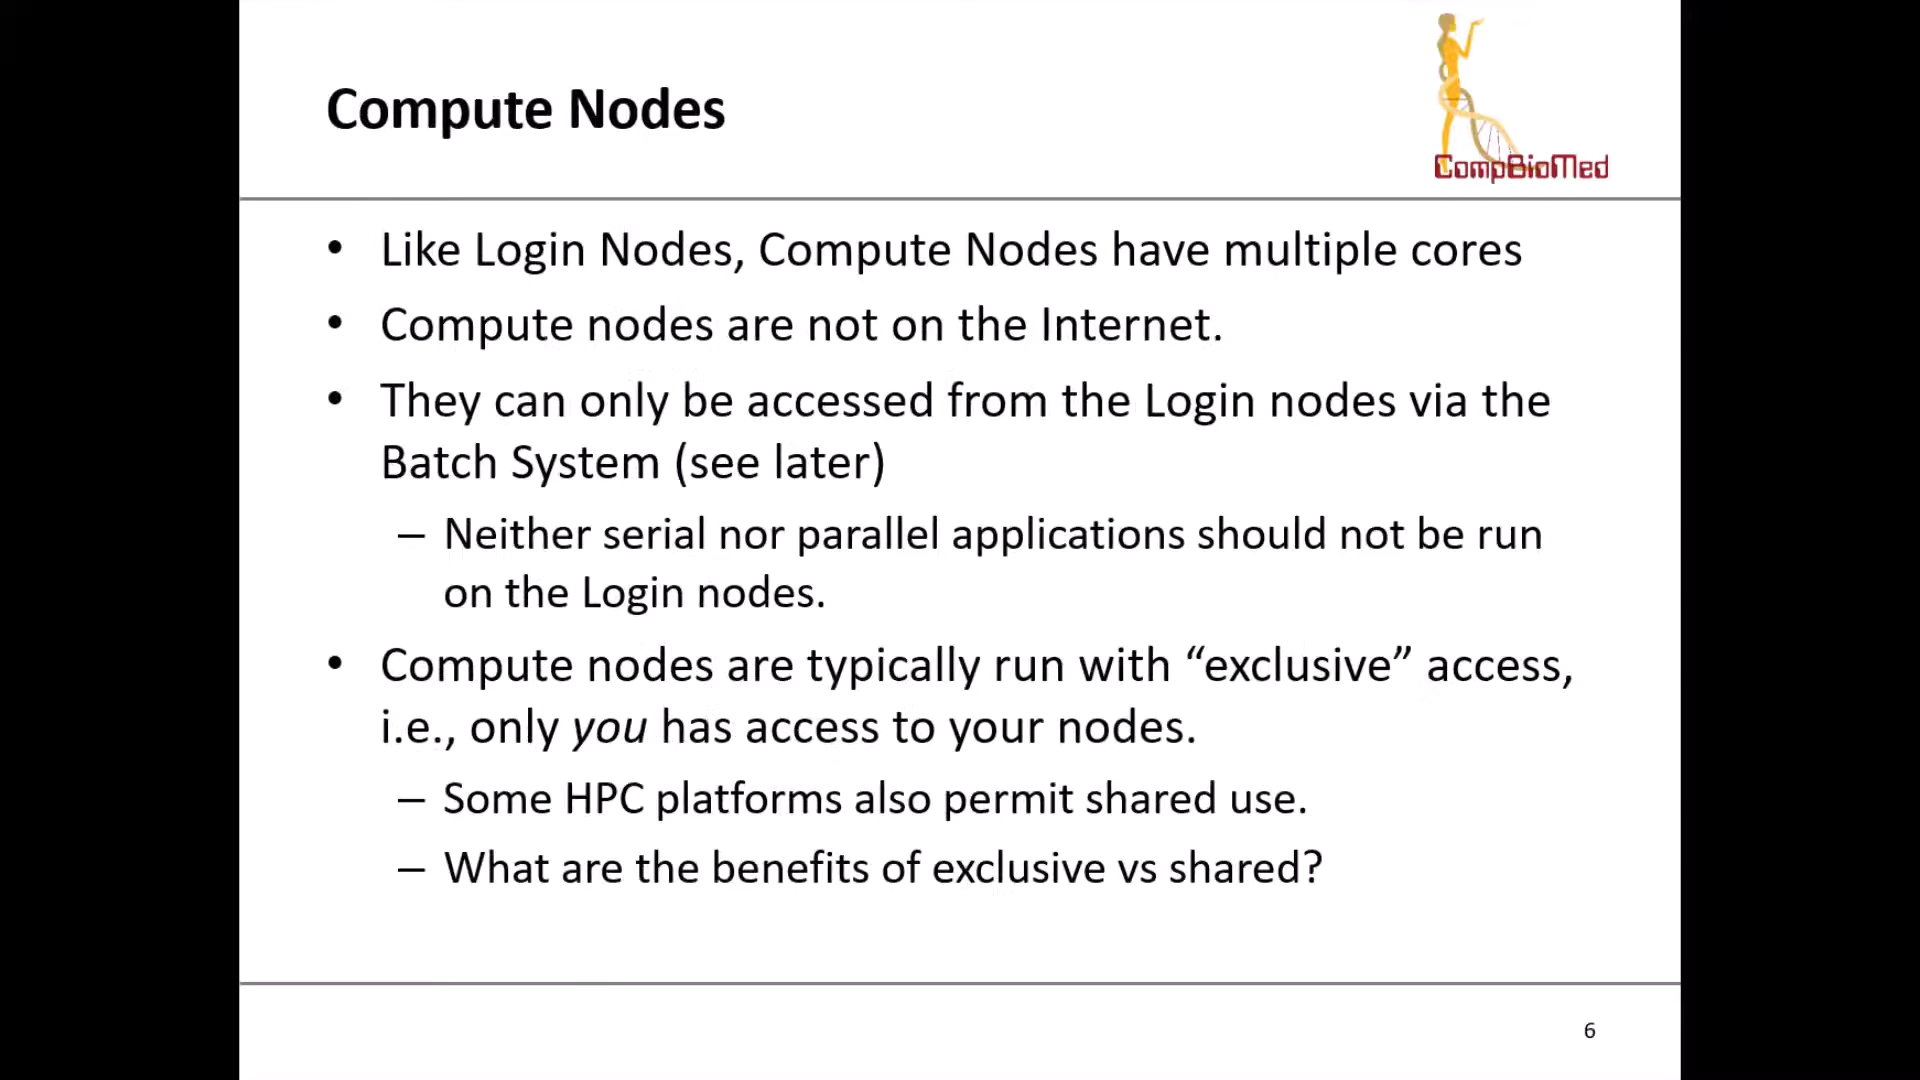 Compute Nodes
CompBioMed
• Like Login Nodes, Compute Nodes have multiple cores
• Compute nodes are not on the Internet.
• They can only be accessed from the Login nodes via the
Batch System (see later)
– Neither serial nor parallel applications should not be run
on the Login nodes.
• Compute nodes are typically run with “exclusive” access,
i.e., only you has access to your nodes.
– Some HPC platforms also permit shared use.
– What are the benefits of exclusive vs shared?
6